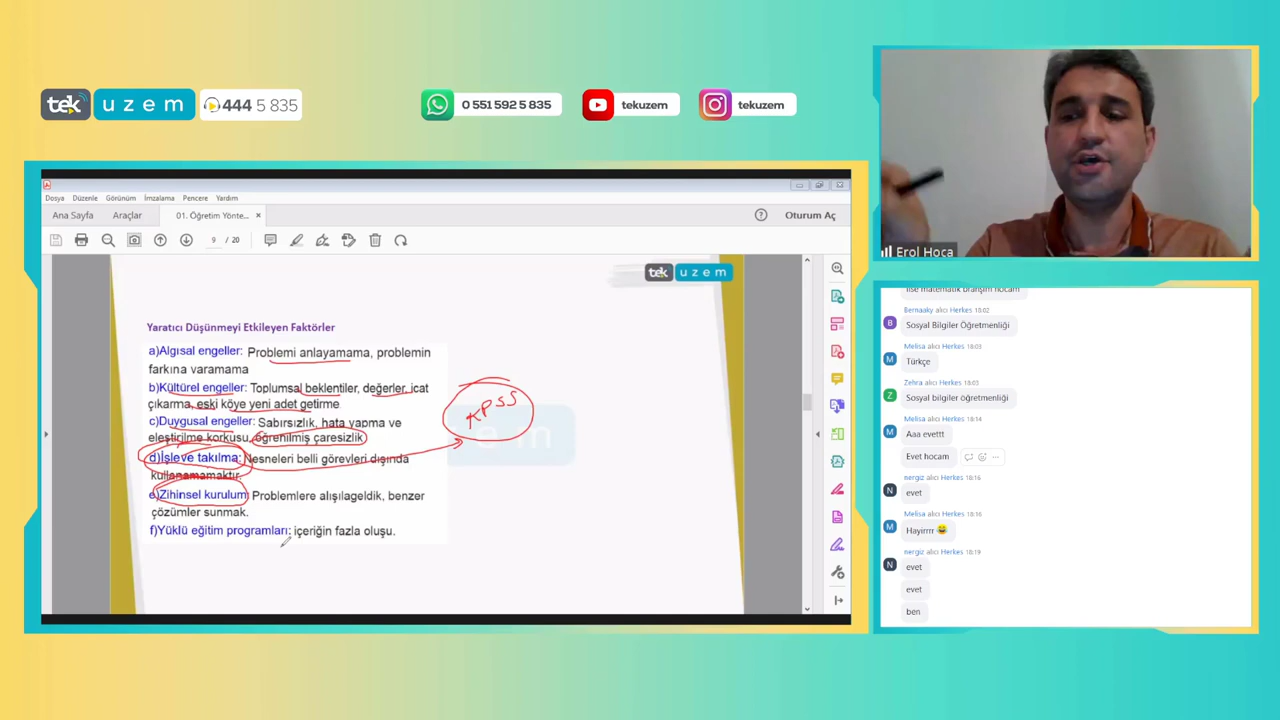 tek uzem 444 5 835
0 551 592 5 835
tekuzem
tekuzem
Dosya Düzenle Görünüm İmzalama Pencere Yardım
Ana Sayfa Araçlar 01. Öğretim Yönte... × Oturum Aç
9 / 20
tek uzem
Yaratıcı Düşünmeyi Etkileyen Faktörler
a)Algısal engeller: Problemi anlayamama, problemin
farkına varamama
b)Kültürel engeller: Toplumsal beklentiler, değerler, icat
çıkarma, eski köye yeni adet getirme
c)Duygusal engeller: Sabırsızlık, hata yapma ve
eleştirilme korkusu, öğrenilmiş çaresizlik
d)İşleve takılma: Nesneleri belli görevleri dışında
kullanamamaktır.
e)Zihinsel kurulum: Problemlere alışılageldik, benzer
çözümler sunmak.
f)Yüklü eğitim programları; içeriğin fazla oluşu.
KPSS
Erol Hoca
lise matematik branşım hocam
Bernaaky alıcı Herkes 18:02
B Sosyal Bilgiler Öğretmenliği
Melisa alıcı Herkes 18:03
M Türkçe
Zehra alıcı Herkes 18:03
Z Sosyal bilgiler öğretmenliği
Melisa alıcı Herkes 18:14
M Aaa evettt
Evet hocam
nergiz alıcı Herkes 18:16
N evet
Melisa alıcı Herkes 18:16
M Hayirrrr 😂
nergiz alıcı Herkes 18:19
N evet
evet
ben